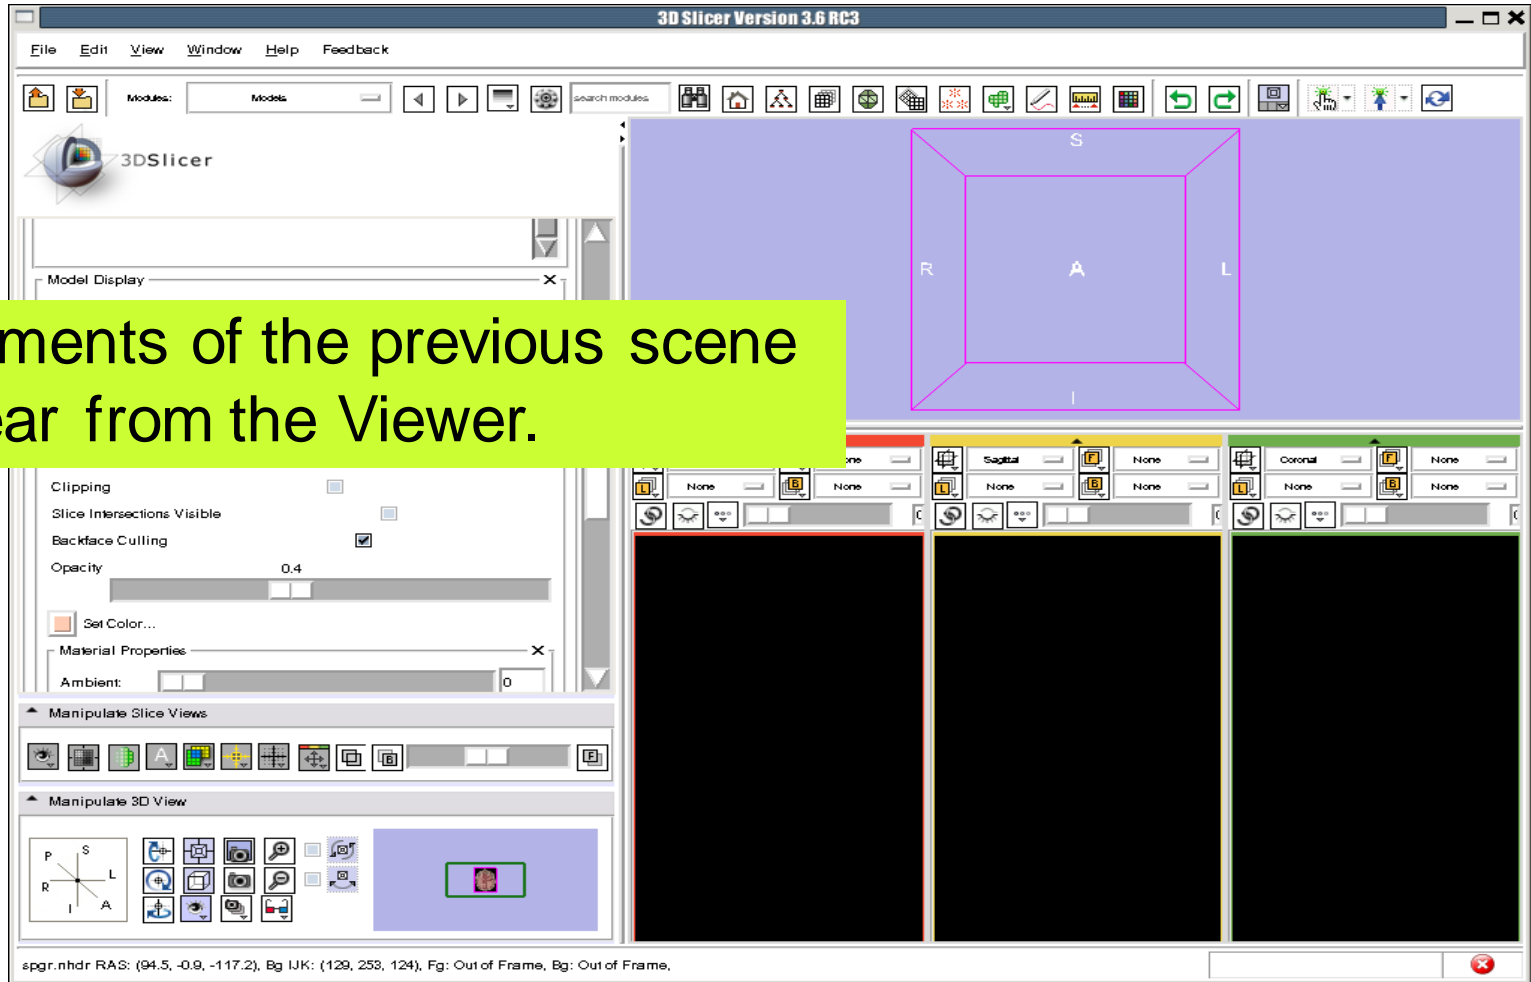 3D Slicer Version 3.6 RC3
File Edit View Window Help Feedback
Modules: Models search modules
3DSlicer
Model Display
ments of the previous scene
ear from the Viewer.
Clipping
Slice Intersections Visible
Backface Culling
Opacity 0.4
Set Color...
Material Properties
Ambient: 0
Manipulate Slice Views
A B F
Manipulate 3D View
P S
R L
I A
S
R A L
I
Sagittal F None
L None B None
L None B None
Coronal F None
L None B None
spgr.nhdr RAS: (94.5, -0.9, -117.2), Bg IJK: (129, 253, 124), Fg: Out of Frame, Bg: Out of Frame,